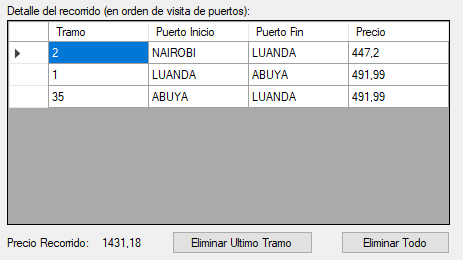 Detalle del recorrido (en orden de visita de puertos):
Tramo Puerto Inicio Puerto Fin Precio
2 NAIROBI LUANDA 447,2
1 LUANDA ABUYA 491,99
35 ABUYA LUANDA 491,99
Precio Recorrido: 1431,18 Eliminar Ultimo Tramo Eliminar Todo